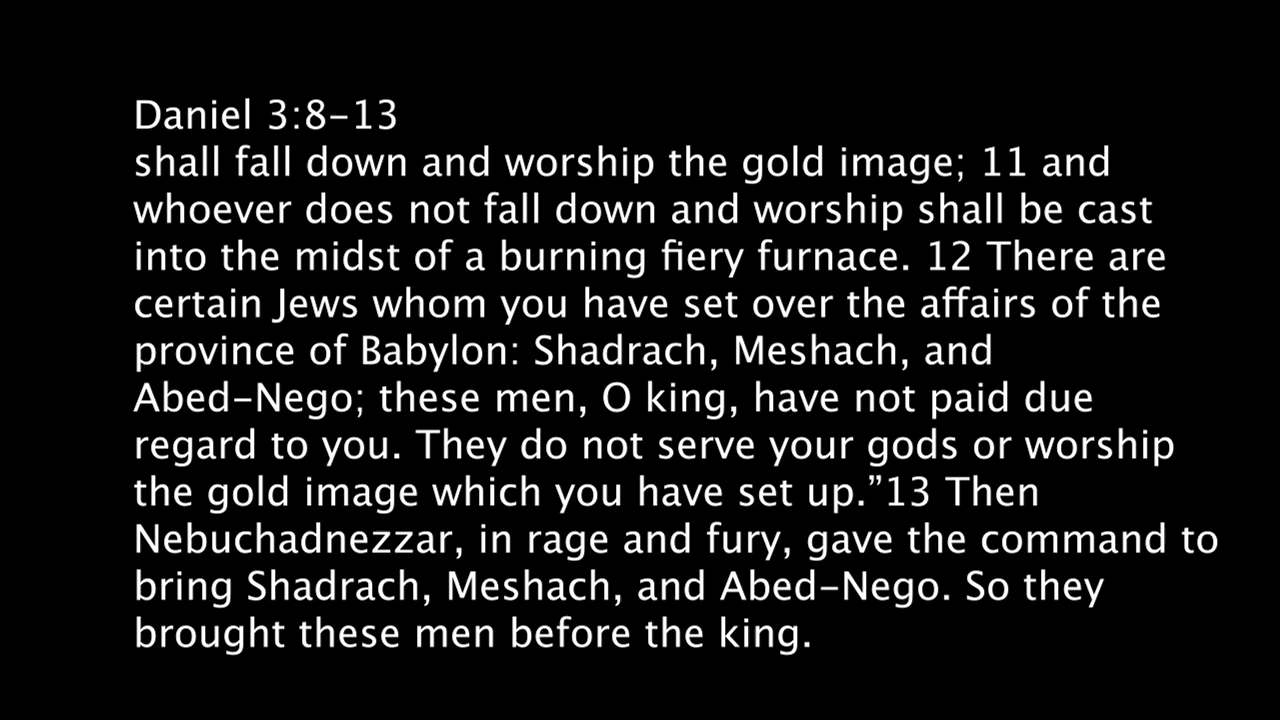 Daniel 3:8–13
shall fall down and worship the gold image; 11 and
whoever does not fall down and worship shall be cast
into the midst of a burning fiery furnace. 12 There are
certain Jews whom you have set over the affairs of the
province of Babylon: Shadrach, Meshach, and
Abed–Nego; these men, O king, have not paid due
regard to you. They do not serve your gods or worship
the gold image which you have set up.”13 Then
Nebuchadnezzar, in rage and fury, gave the command to
bring Shadrach, Meshach, and Abed–Nego. So they
brought these men before the king.